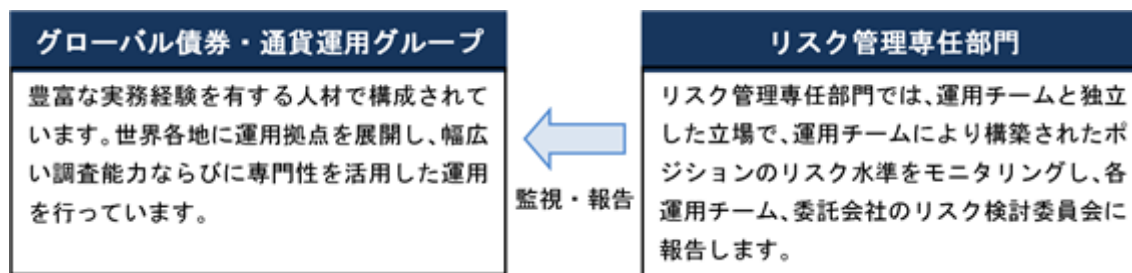 グローバル債券・通貨運用グループ
豊富な実務経験を有する人材で構成されて
います。世界各地に運用拠点を展開し、幅広
い調査能力ならびに専門性を活用した運用
を行っています。
監視・報告
リスク管理専任部門
リスク管理専任部門では、運用チームと独立
した立場で、運用チームにより構築されたポ
ジションのリスク水準をモニタリングし、各
運用チーム、委託会社のリスク検討委員会に
報告します。